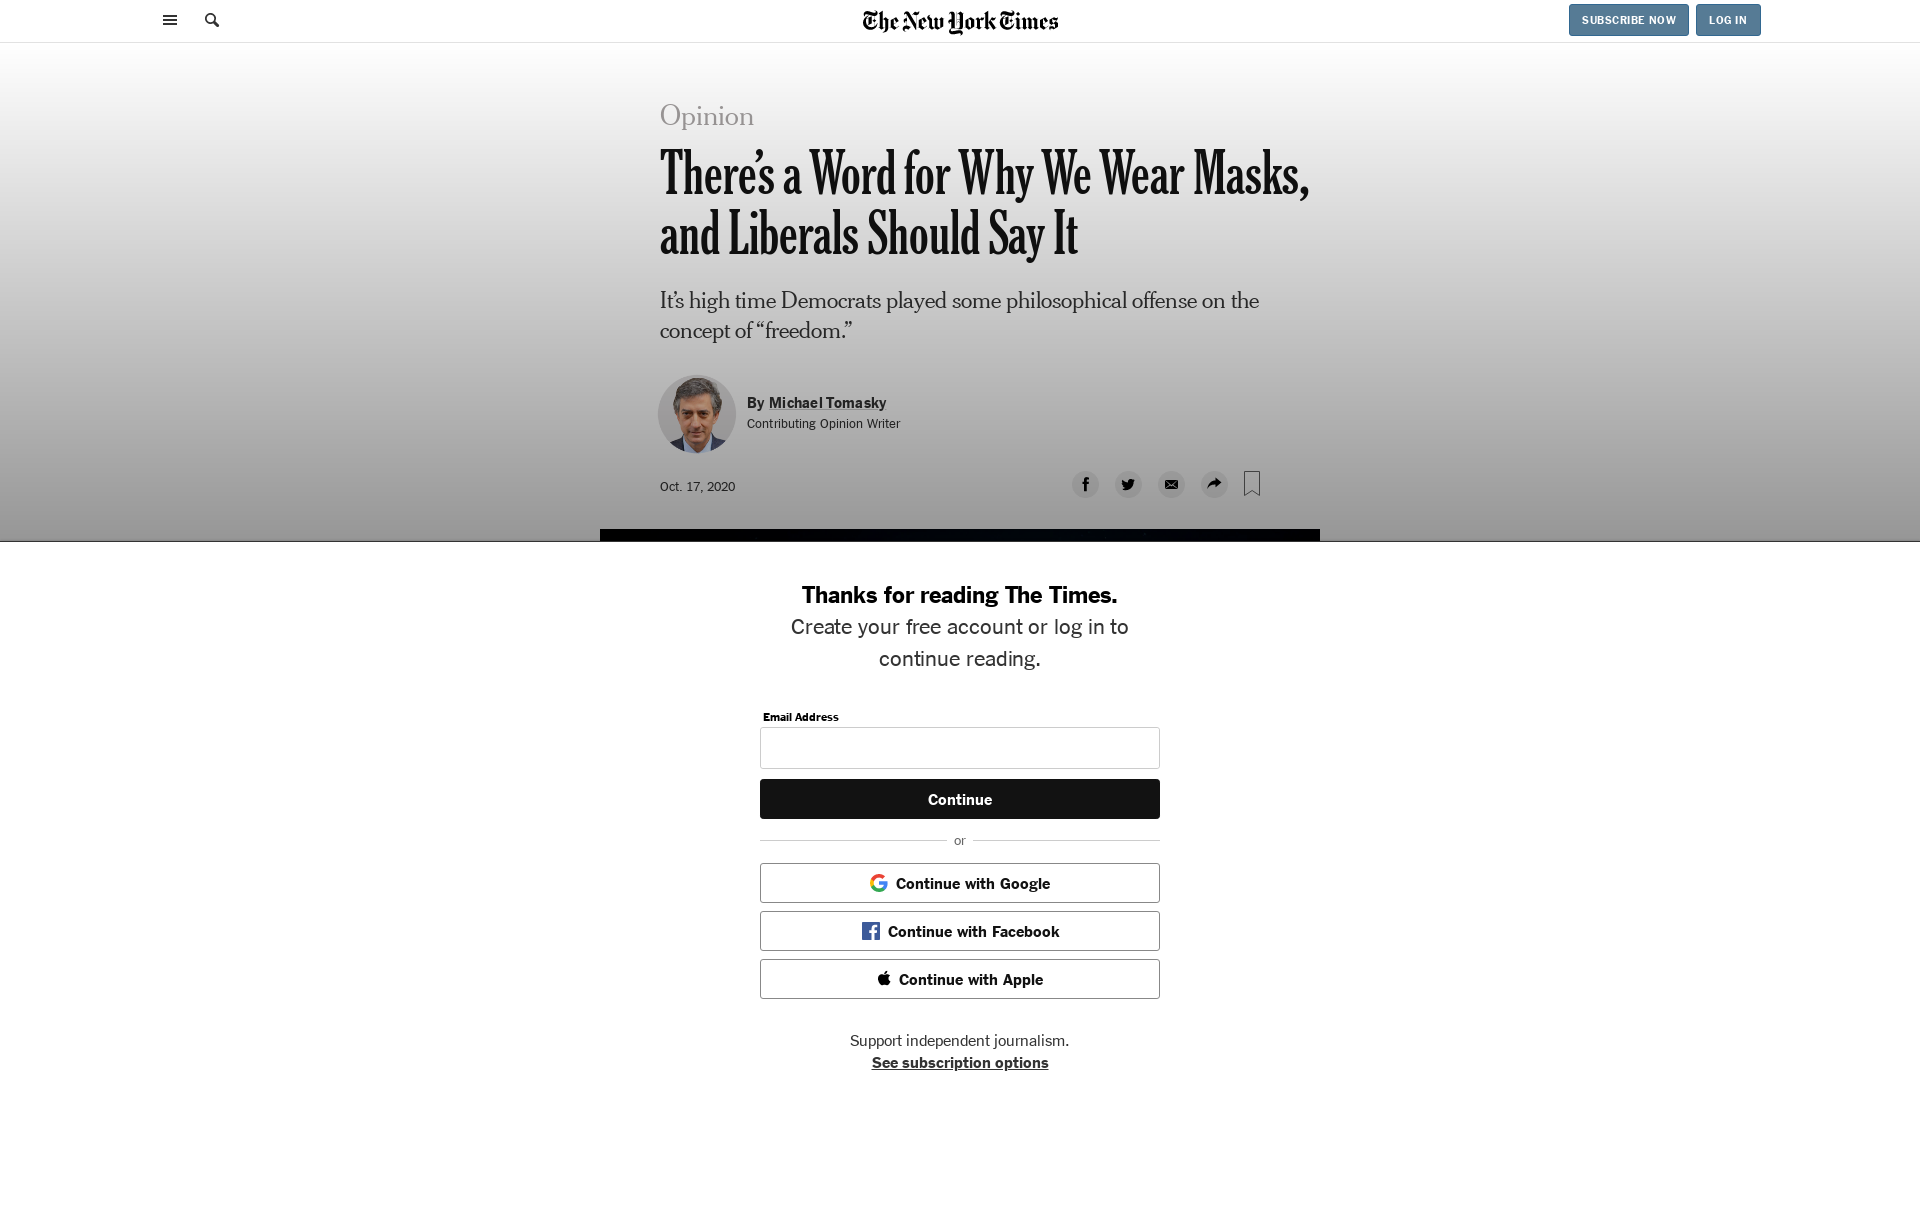 The New York Times
SUBSCRIBE NOW
LOG IN
Opinion
There’s a Word for Why We Wear Masks,
and Liberals Should Say It
It’s high time Democrats played some philosophical offense on the
concept of “freedom.”
By Michael Tomasky
Contributing Opinion Writer
Oct. 17, 2020
Thanks for reading The Times.
Create your free account or log in to
continue reading.
Email Address
Continue
or
Continue with Google
Continue with Facebook
Continue with Apple
Support independent journalism.
See subscription options